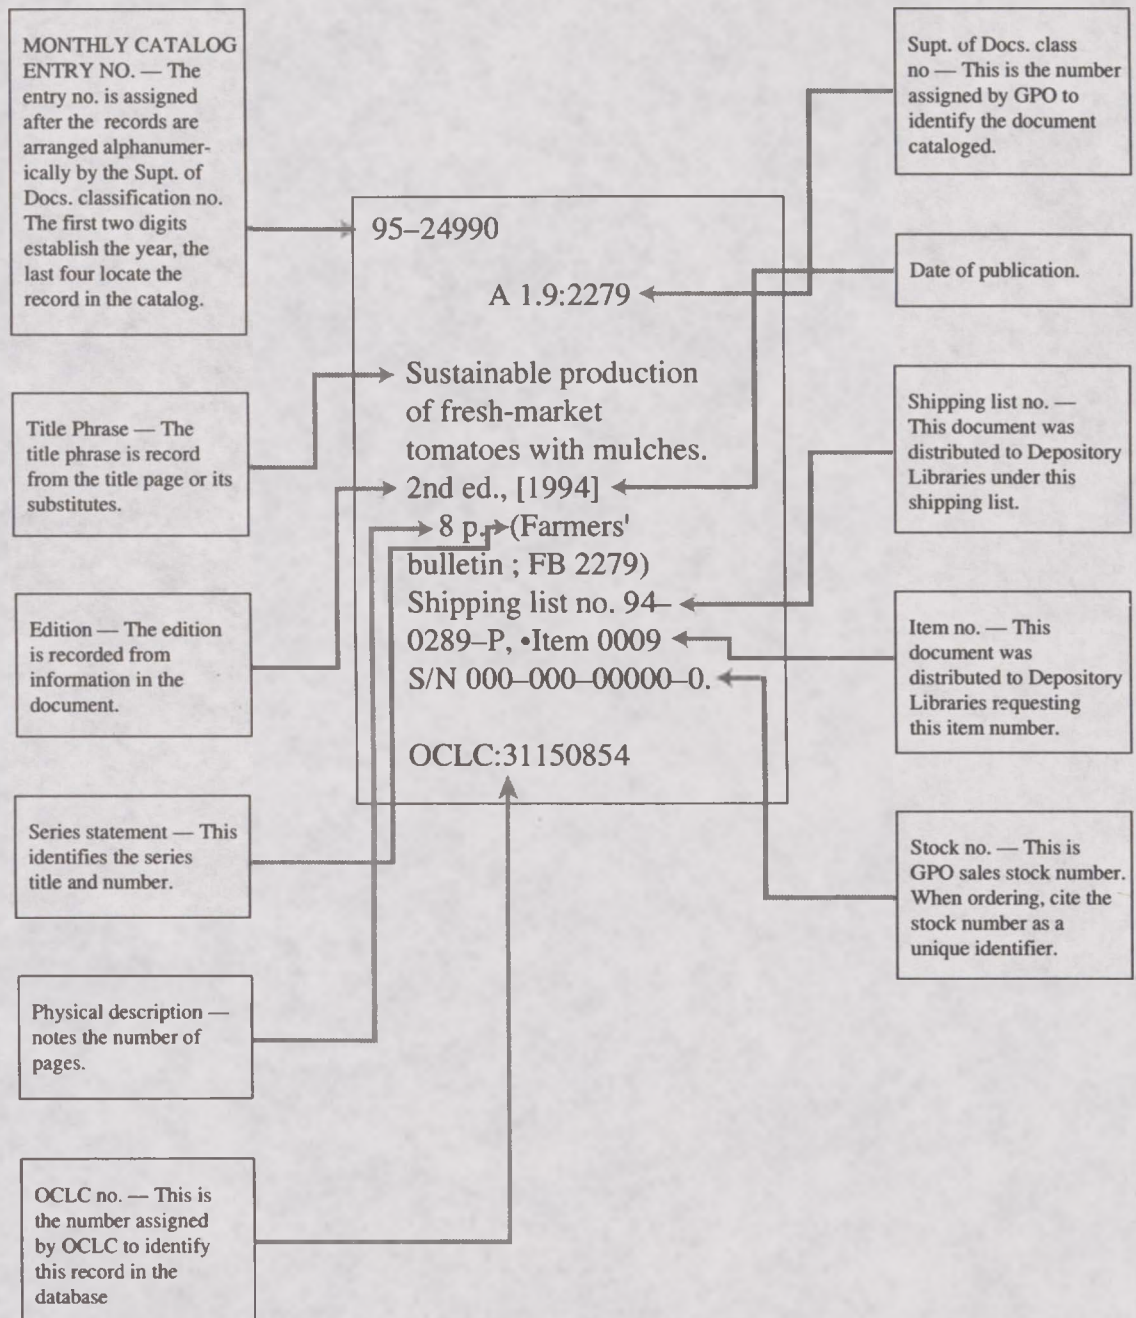 MONTHLY CATALOG
ENTRY NO. — The
entry no. is assigned
after the records are
arranged alphanumer-
ically by the Supt. of
Docs. classification no.
The first two digits
establish the year, the
last four locate the
record in the catalog.
Title Phrase — The
title phrase is record
from the title page or its
substitutes.
Edition — The edition
is recorded from
information in the
document.
Series statement — This
identifies the series
title and number.
Physical description —
notes the number of
pages.
OCLC no. — This is
the number assigned
by OCLC to identify
this record in the
database
95–24990
A 1.9:2279
Sustainable production
of fresh-market
tomatoes with mulches.
2nd ed., [1994]
8 p. (Farmers'
bulletin ; FB 2279)
Shipping list no. 94–
0289–P, •Item 0009
S/N 000–000–00000–0.
OCLC:31150854
Supt. of Docs. class
no — This is the number
assigned by GPO to
identify the document
cataloged.
Date of publication.
Shipping list no. —
This document was
distributed to Depository
Libraries under this
shipping list.
Item no. — This
document was
distributed to Depository
Libraries requesting
this item number.
Stock no. — This is
GPO sales stock number.
When ordering, cite the
stock number as a
unique identifier.